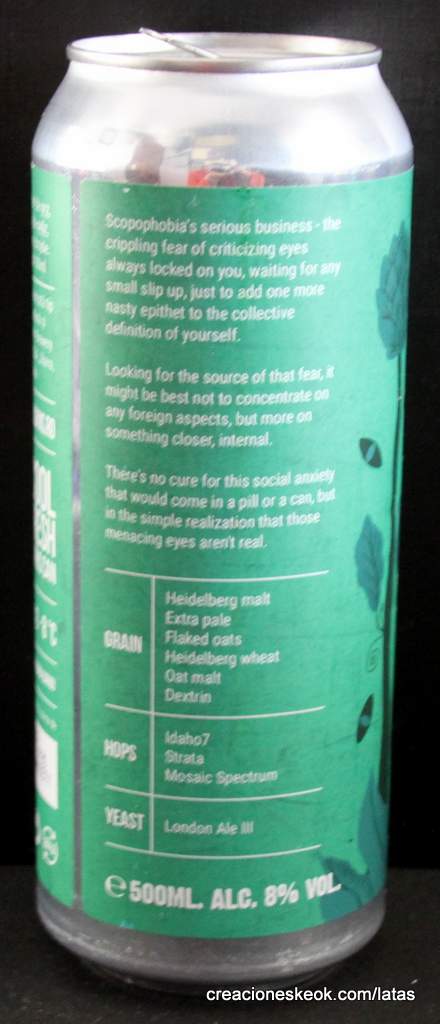 Scopophobia's serious business - the
crippling fear of criticizing eyes
always locked on you, waiting for any
small slip up, just to add one more
nasty epithet to the collective
definition of yourself.
Looking for the source of that fear, it
might be best not to concentrate on
any foreign aspects, but more on
something closer, internal.
There's no cure for this social anxiety
that would come in a pill or a can, but
in the simple realization that those
menacing eyes aren't real.
GRAIN
Heidelberg malt
Extra pale
Flaked oats
Heidelberg wheat
Oat malt
Dextrin
HOPS
Idaho7
Strata
Mosaic Spectrum
YEAST
London Ale III
℮ 500ML. ALC. 8% VOL.
creacioneskeok.com/latas